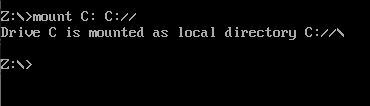 Z:\>mount C: C://
Drive C is mounted as local directory C://\
Z:\>